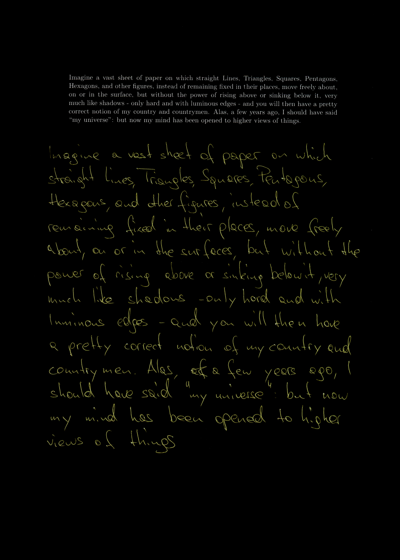 Imagine a vast sheet of paper on which straight Lines, Triangles, Squares, Pentagons,
Hexagons, and other figures, instead of remaining fixed in their places, move freely about,
on or in the surface, but without the power of rising above or sinking below it, very
much like shadows - only hard and with luminous edges - and you will then have a pretty
correct notion of my country and countrymen. Alas, a few years ago, I should have said
"my universe": but now my mind has been opened to higher views of things.
Imagine a vast sheet of paper on which
straight Lines, Triangles, Squares, Pentagons,
Hexagons, and other figures, instead of
remaining fixed in their places, move freely
about, on or in the surfaces, but without the
power of rising above or sinking below it, very
much like shadows - only hard and with
luminous edges - and you will then have
a pretty correct notion of my country and
countrymen. Alas, a few years ago, I
should have said "my universe": but now
my mind has been opened to higher
views of things